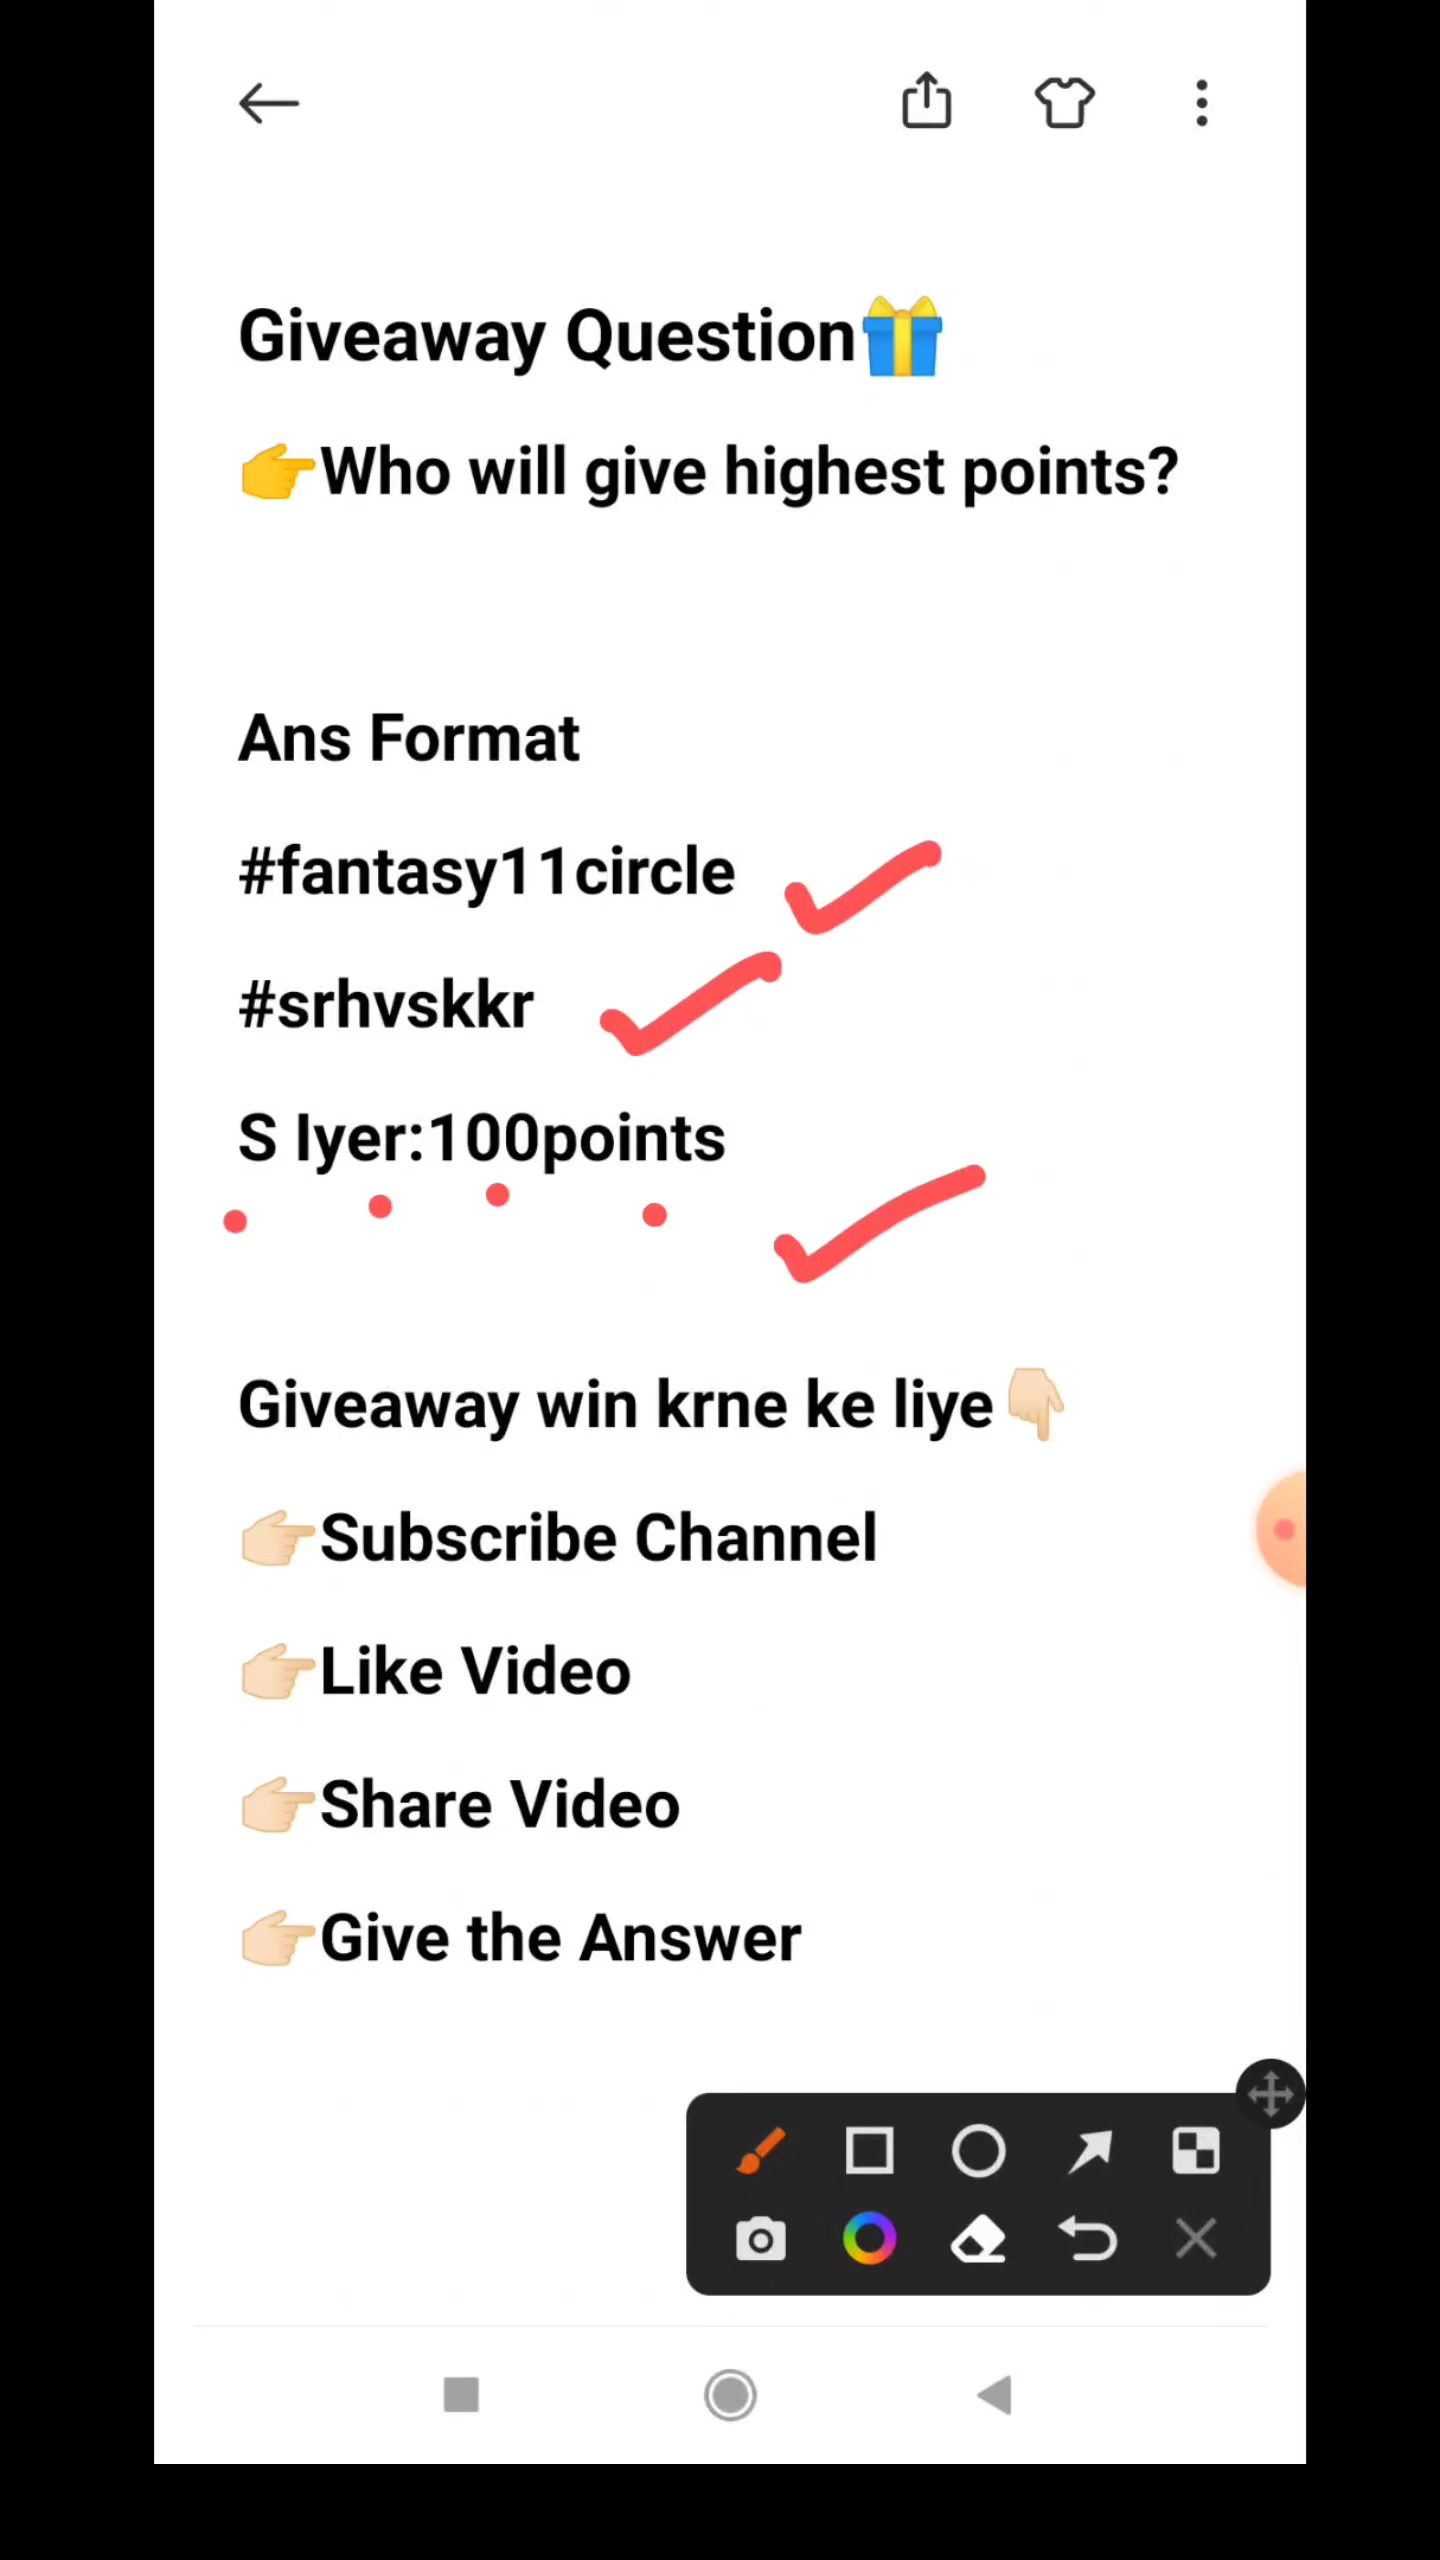 Giveaway Question🎁
👉Who will give highest points?
Ans Format
#fantasy11circle
#srhvskkr
S Iyer:100points
Giveaway win krne ke liye👇🏻
👉🏻Subscribe Channel
👉🏻Like Video
👉🏻Share Video
👉🏻Give the Answer